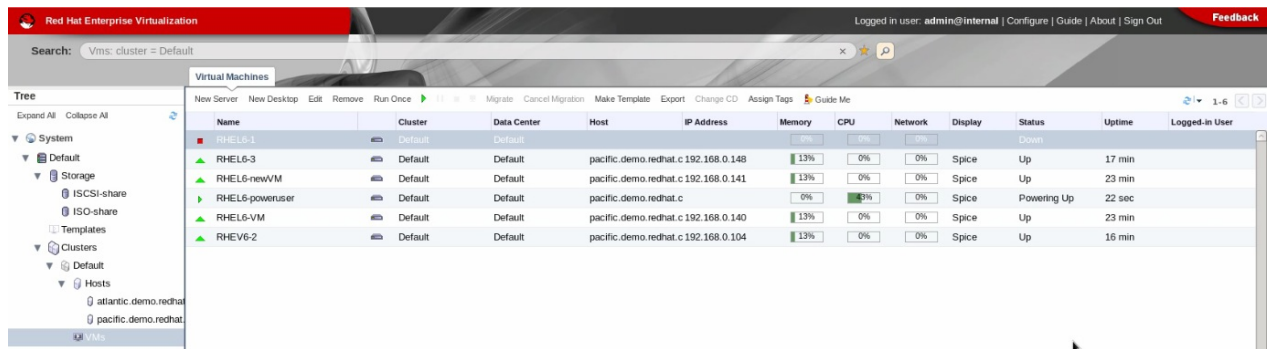 Red Hat Enterprise Virtualization
Logged in user: admin@internal | Configure | Guide | About | Sign Out
Feedback
Search: Vms: cluster = Default
Virtual Machines
Tree
Expand All Collapse All
New Server New Desktop Edit Remove Run Once Migrate Cancel Migration Make Template Export Change CD Assign Tags Guide Me 1-6
Name Cluster Data Center Host IP Address Memory CPU Network Display Status Uptime Logged-in User
RHEL6-1 Default Default 0% 0% 0% Down
RHEL6-3 Default Default pacific.demo.redhat.c 192.168.0.148 13% 0% 0% Spice Up 17 min
RHEL6-newVM Default Default pacific.demo.redhat.c 192.168.0.141 13% 0% 0% Spice Up 23 min
RHEL6-poweruser Default Default pacific.demo.redhat.c 0% 43% 0% Spice Powering Up 22 sec
RHEL6-VM Default Default pacific.demo.redhat.c 192.168.0.140 13% 0% 0% Spice Up 23 min
RHEV6-2 Default Default pacific.demo.redhat.c 192.168.0.104 13% 0% 0% Spice Up 16 min
System
Default
Storage
ISCSI-share
ISO-share
Templates
Clusters
Default
Hosts
atlantic.demo.redhat
pacific.demo.redhat.
VMs